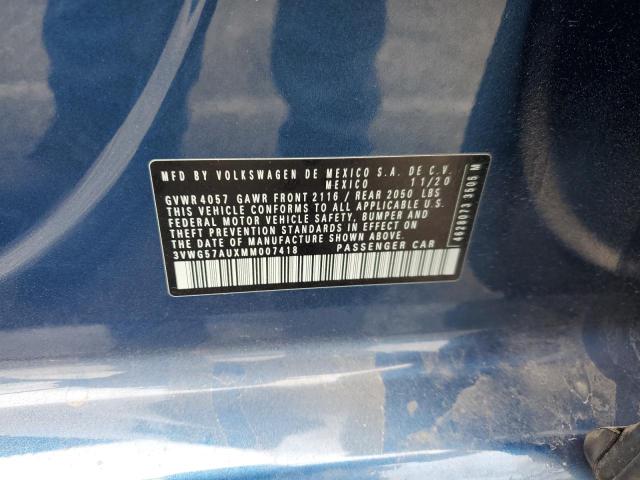 MFD BY VOLKSWAGEN DE MEXICO S.A. DE C.V.
MEXICO 11/20
GVWR 4057 GAWR FRONT 2116 / REAR 2050 LBS
THIS VEHICLE CONFORMS TO ALL APPLICABLE
FEDERAL MOTOR VEHICLE SAFETY, BUMPER AND
THEFT PREVENTION STANDARDS IN EFFECT ON
THE DATE OF MANUFACTURE SHOWN ABOVE.
3VWG57AUXMM007418 PASSENGER CAR
4620073 3505 M